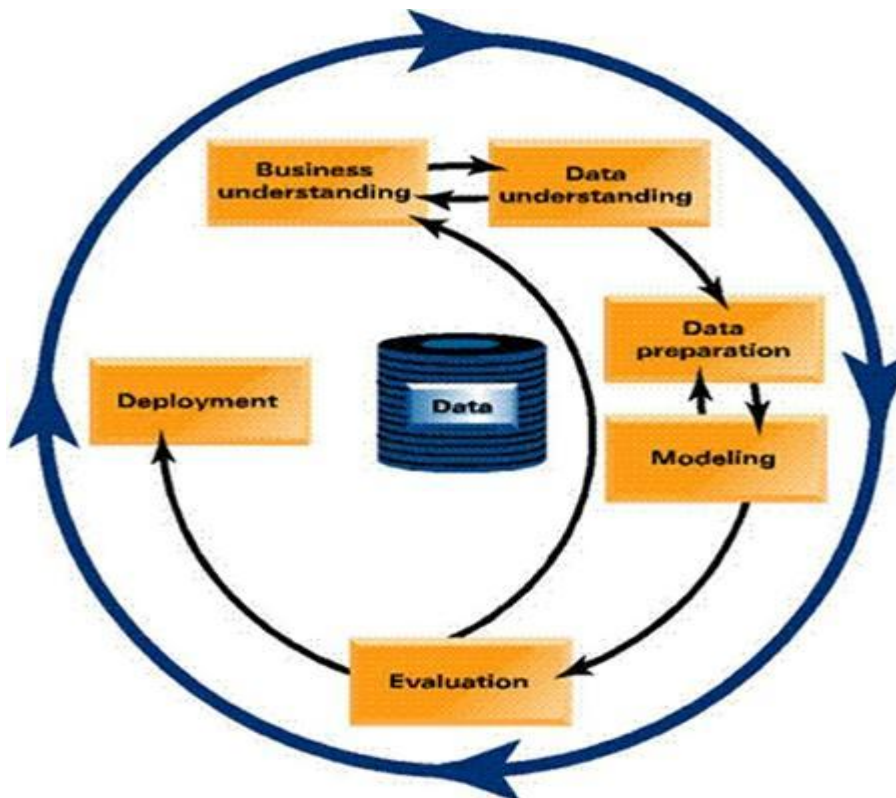 Business
understanding
Data
understanding
Data
preparation
Deployment
Data
Modeling
Evaluation